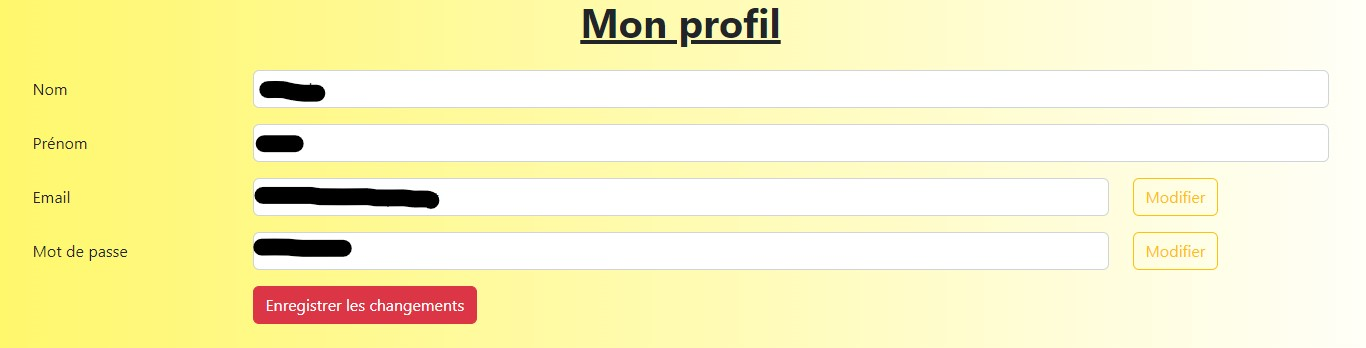 Mon profil
Nom
Prénom
Email
Modifier
Mot de passe
Modifier
Enregistrer les changements